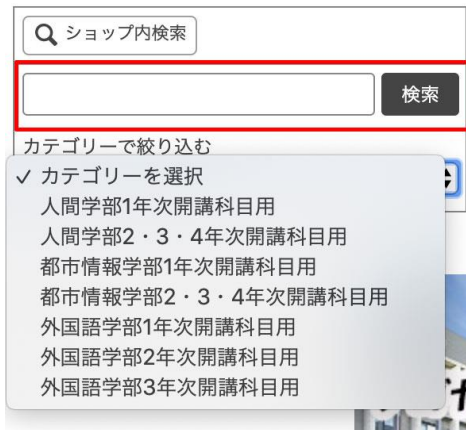 ショップ内検索
検索
カテゴリーで絞り込む
✓ カテゴリーを選択
人間学部1年次開講科目用
人間学部2・3・4年次開講科目用
都市情報学部1年次開講科目用
都市情報学部2・3・4年次開講科目用
外国語学部1年次開講科目用
外国語学部2年次開講科目用
外国語学部3年次開講科目用